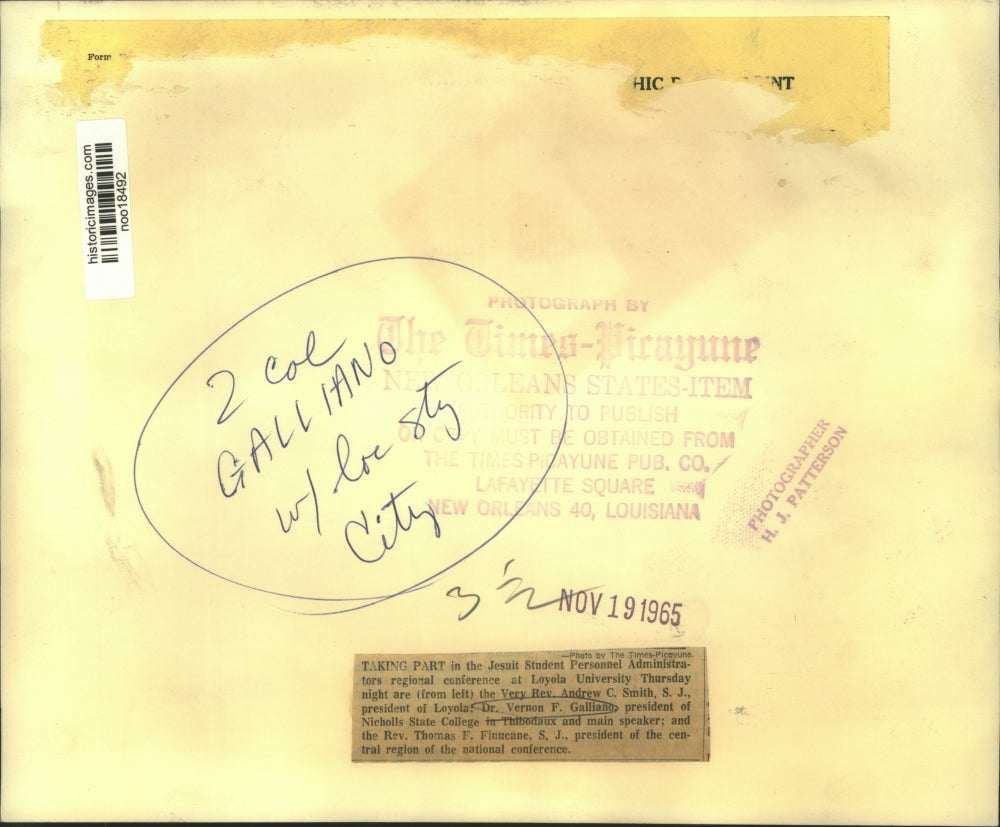 Form
HIC
NT
historicimages.com
noo18492
PHOTOGRAPH BY
The Times-Picayune
NEW ORLEANS STATES-ITEM
AUTHORITY TO PUBLISH
OR COPY MUST BE OBTAINED FROM
THE TIMES PICAYUNE PUB. CO.
LAFAYETTE SQUARE
NEW ORLEANS 40, LOUISIANA
PHOTOGRAPHER
H. J. PATTERSON
2 col
GALLIANO
w/ loc sty
City
NOV 19 1965
—Photo by The Times-Picayune.
TAKING PART in the Jesuit Student Personnel Administra-
tors regional conference at Loyola University Thursday
night are (from left) the Very Rev. Andrew C. Smith, S. J.,
president of Loyola; Dr. Vernon F. Galliano, president of
Nicholls State College in Thibodaux and main speaker; and
the Rev. Thomas F. Finucane, S. J., president of the cen-
tral region of the national conference.